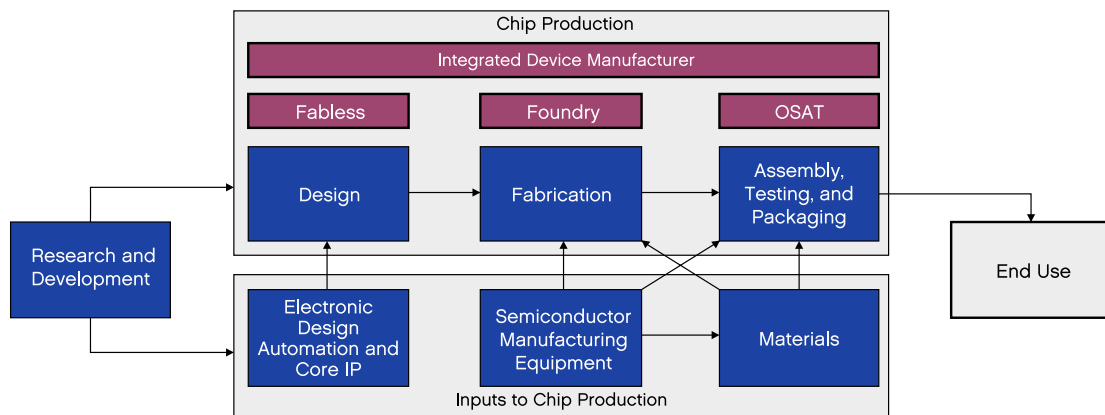 Chip Production
Integrated Device Manufacturer
Fabless
Foundry
OSAT
Design
Fabrication
Assembly,
Testing, and
Packaging
Research and
Development
End Use
Electronic
Design
Automation and
Core IP
Semiconductor
Manufacturing
Equipment
Materials
Inputs to Chip Production